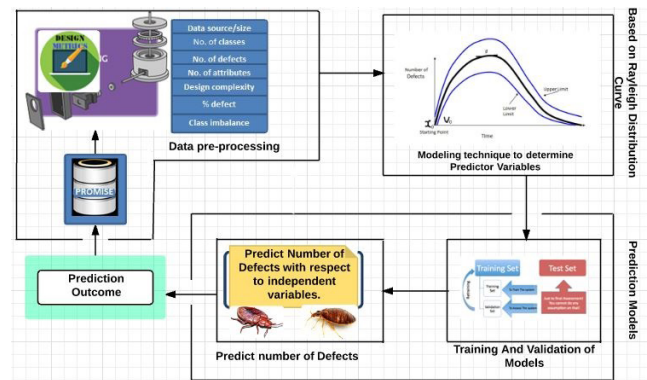 DESIGN
METRICS
Data source/size
No. of classes
No. of defects
No. of attributes
Design complexity
% defect
Class imbalance
Data pre-processing
PROMISE
Number of
Defects
Upper Limit
Lower
Limit
Starting Point
Time
Modeling technique to determine
Predictor Variables
Based on Rayleigh Distribution
Curve
Prediction Models
Training Set
Test Set
Training
Set
Validation
Set
Training And Validation of
Models
Predict Number of
Defects with respect
to independent
variables.
Predict number of Defects
Prediction
Outcome